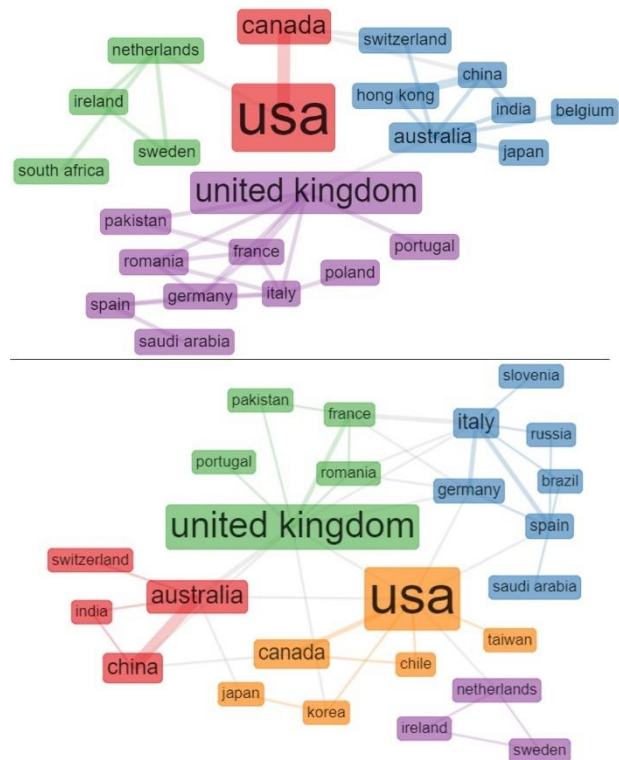 canada
switzerland
netherlands
china
hong kong
ireland
usa
india
belgium
australia
sweden
japan
south africa
united kingdom
pakistan
portugal
france
romania
poland
germany
italy
spain
saudi arabia
slovenia
pakistan
france
italy
russia
portugal
romania
germany
brazil
united kingdom
spain
switzerland
saudi arabia
australia
usa
india
taiwan
canada
china
chile
netherlands
japan
korea
ireland
sweden